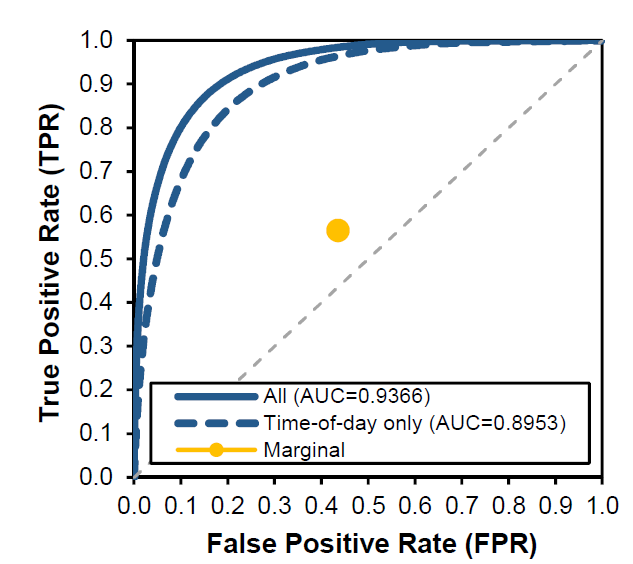 True Positive Rate (TPR)
1.0
0.9
0.8
0.7
0.6
0.5
0.4
0.3
0.2
0.1
0.0
All (AUC=0.9366)
Time-of-day only (AUC=0.8953)
Marginal
0.0 0.1 0.2 0.3 0.4 0.5 0.6 0.7 0.8 0.9 1.0
False Positive Rate (FPR)